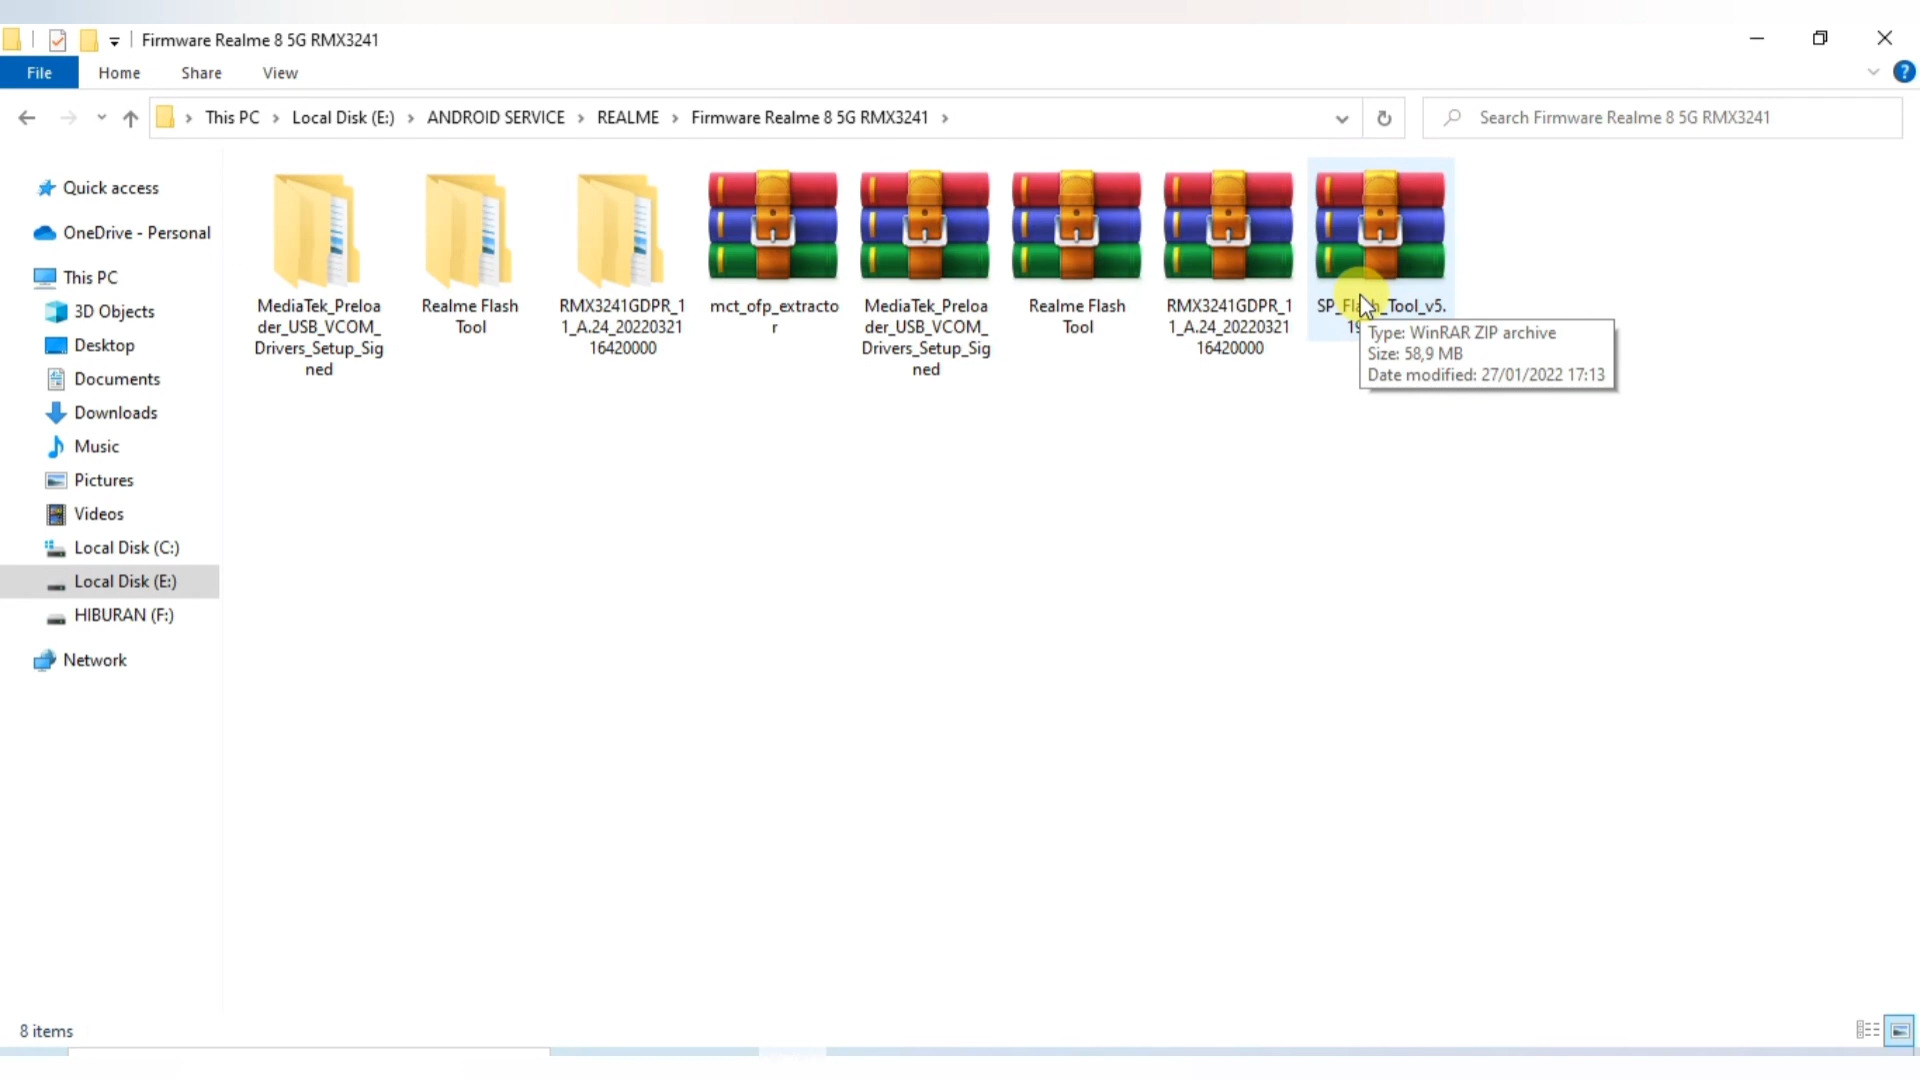 Firmware Realme 8 5G RMX3241
File Home Share View
This PC > Local Disk (E:) > ANDROID SERVICE > REALME > Firmware Realme 8 5G RMX3241 >
Search Firmware Realme 8 5G RMX3241
Quick access
OneDrive - Personal
This PC
3D Objects
Desktop
Documents
Downloads
Music
Pictures
Videos
Local Disk (C:)
Local Disk (E:)
HIBURAN (F:)
Network
MediaTek_Preloa
der_USB_VCOM_
Drivers_Setup_Sig
ned
Realme Flash
Tool
RMX3241GDPR_1
1_A.24_20220321
16420000
mct_ofp_extracto
r
MediaTek_Preloa
der_USB_VCOM_
Drivers_Setup_Sig
ned
Realme Flash
Tool
RMX3241GDPR_1
1_A.24_20220321
16420000
SP_Flash_Tool_v5.
Type: WinRAR ZIP archive
Size: 58,9 MB
Date modified: 27/01/2022 17:13
8 items